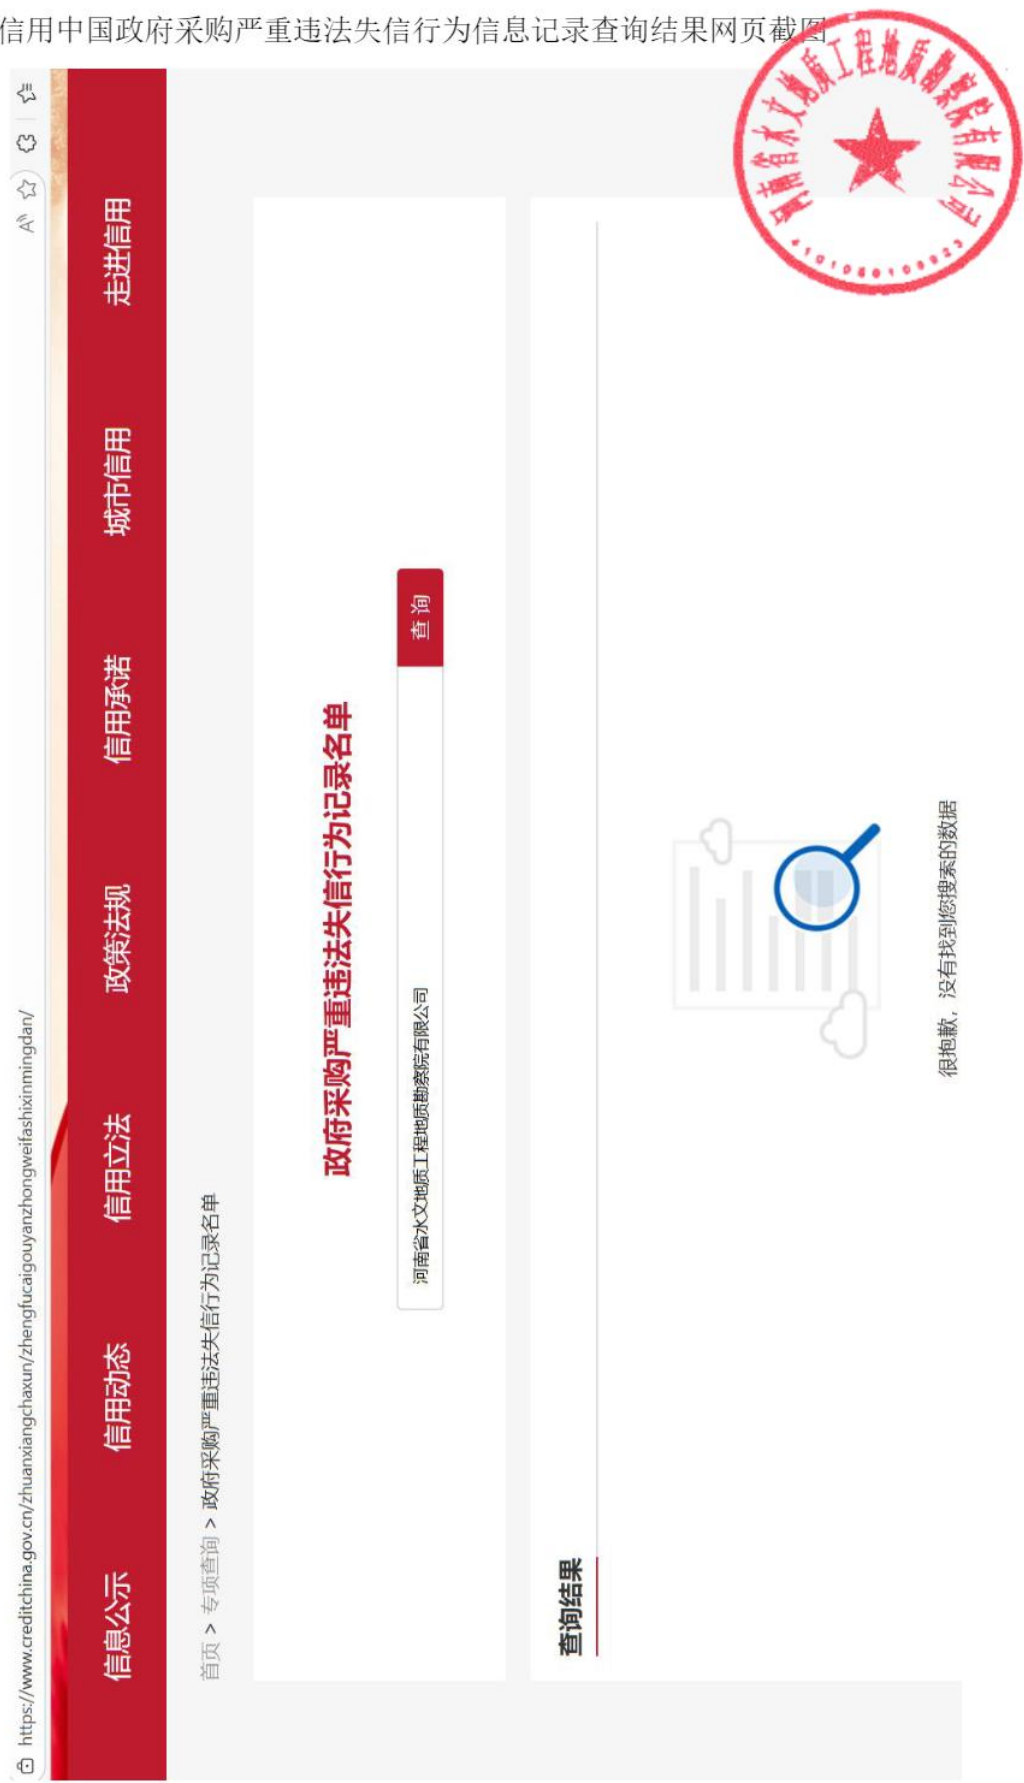 信用中国政府采购严重违法失信行为信息记录查询结果网页截图
https://www.creditchina.gov.cn/zhuanxiangchaxun/zhengfucaigouyanzhongweifashixinmingdan/
信息公示 信用动态 信用立法 政策法规 信用承诺 城市信用 走进信用
首页 > 专项查询 > 政府采购严重违法失信行为记录名单
政府采购严重违法失信行为记录名单
河南省水文地质工程地质勘察院有限公司 查询
查询结果
很抱歉，没有找到您搜索的数据
河南省水文地质工程地质勘察院有限公司